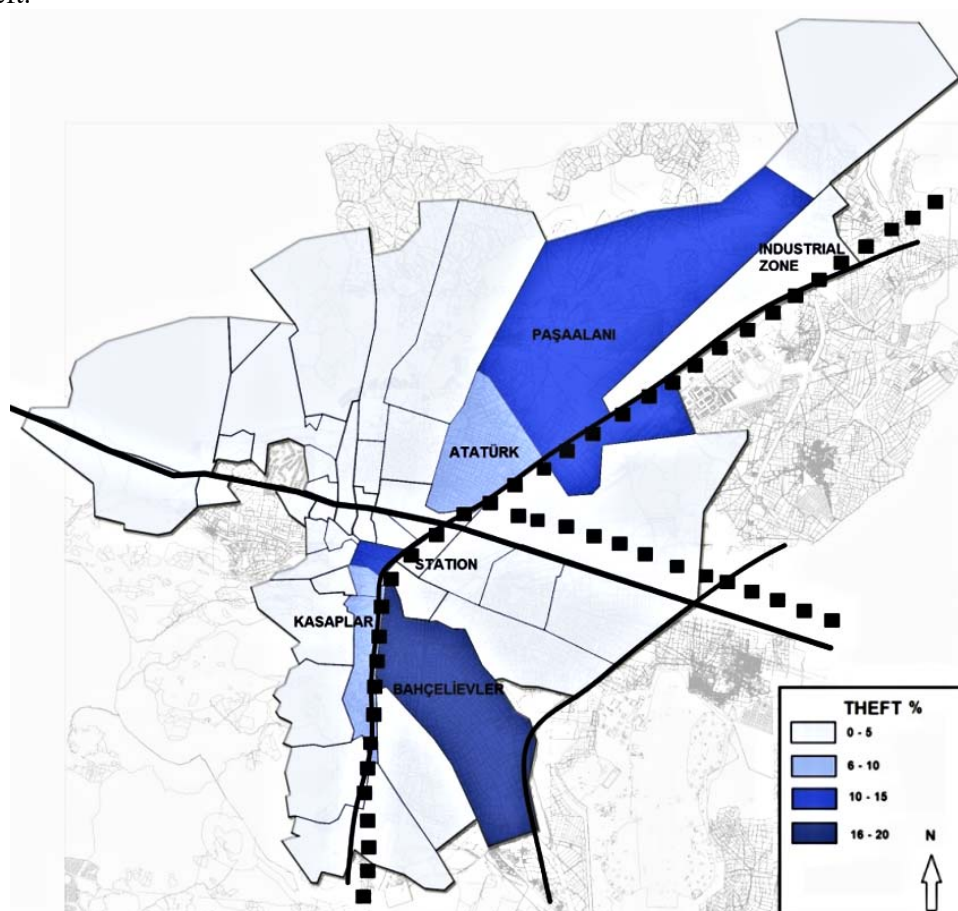 INDUSTRIAL
ZONE
PAŞAALANI
ATATÜRK
STATION
KASAPLAR
BAHÇELİEVLER
THEFT %
0 - 5
6 - 10
10 - 15
16 - 20
N